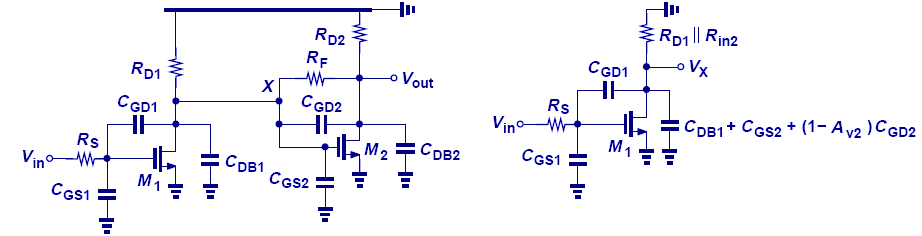 R_D2
R_F
R_D1
X
V_out
C_GD1
C_GD2
R_S
V_in
M_1
C_DB1
M_2
C_DB2
C_GS1
C_GS2
R_D1 || R_in2
V_X
C_GD1
R_S
V_in
M_1
C_DB1 + C_GS2 + (1– A_v2 ) C_GD2
C_GS1